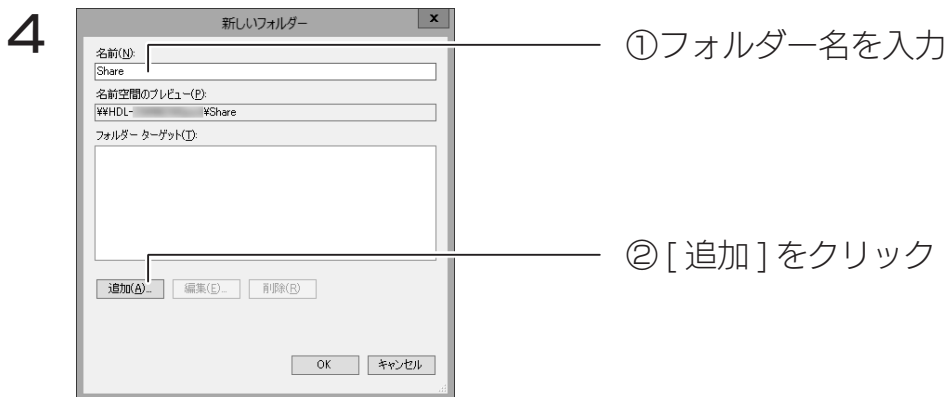 4
新しいフォルダー
x
名前(N):
Share
①フォルダー名を入力
名前空間のプレビュー(P):
¥¥HDL- ¥Share
フォルダー ターゲット(T):
②[ 追加 ] をクリック
追加(A)... 編集(E)... 削除(R)
OK キャンセル